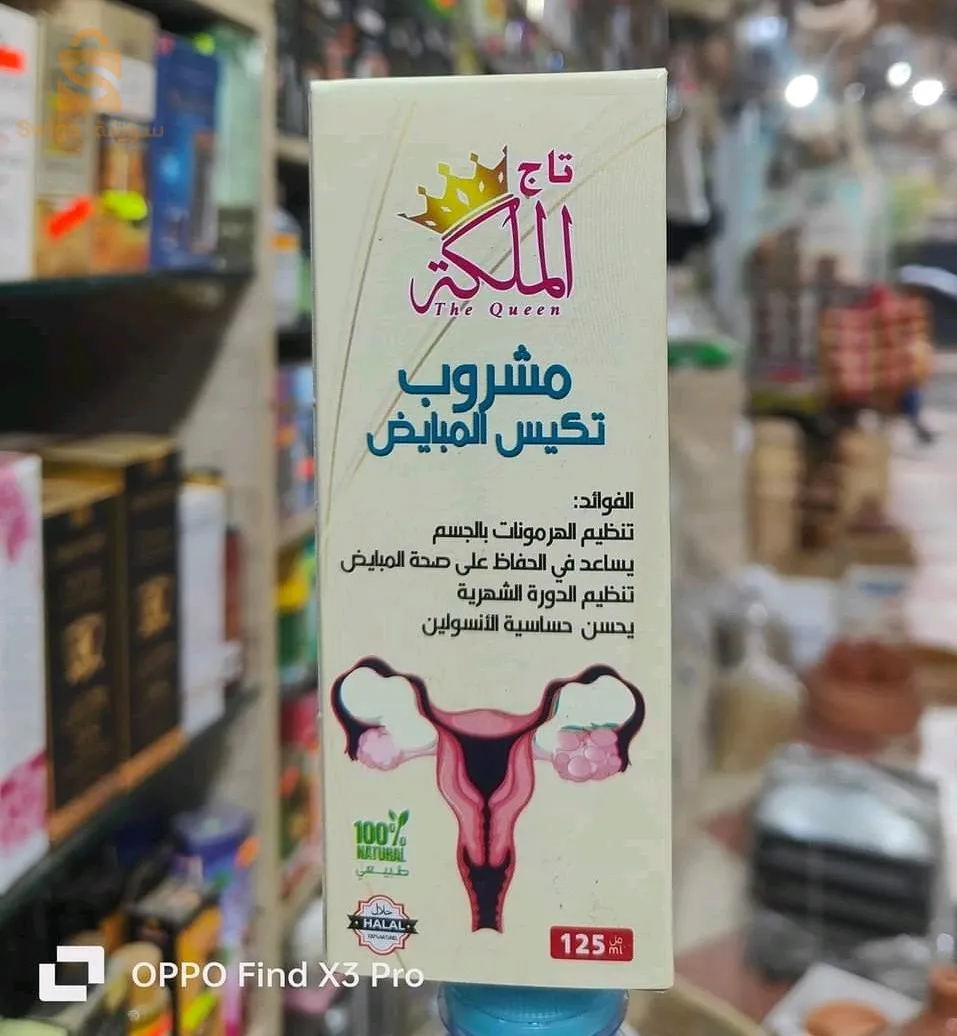 تاج
الملكة
The Queen
مشروب
تكيس المبايض
الفوائد:
تنظيم الهرمونات بالجسم
يساعد في الحفاظ على صحة المبايض
تنظيم الدورة الشهرية
يحسن حساسية الأنسولين
100%
NATURAL
طبيعي
حلال
HALAL
125 مل ml
OPPO Find X3 Pro